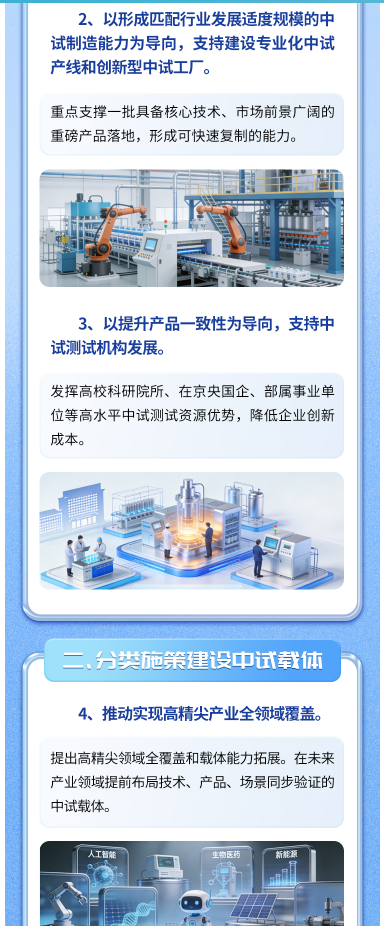 2、以形成匹配行业发展适度规模的中
试制造能力为导向，支持建设专业化中试
产线和创新型中试工厂。
重点支撑一批具备核心技术、市场前景广阔的
重磅产品落地，形成可快速复制的能力。
3、以提升产品一致性为导向，支持中
试测试机构发展。
发挥高校科研院所、在京央国企、部属事业单
位等高水平中试测试资源优势，降低企业创新
成本。
二、分类施策建设中试载体
4、推动实现高精尖产业全领域覆盖。
提出高精尖领域全覆盖和载体能力拓展。在未来
产业领域提前布局技术、产品、场景同步验证的
中试载体。
人工智能
生物医药
新能源